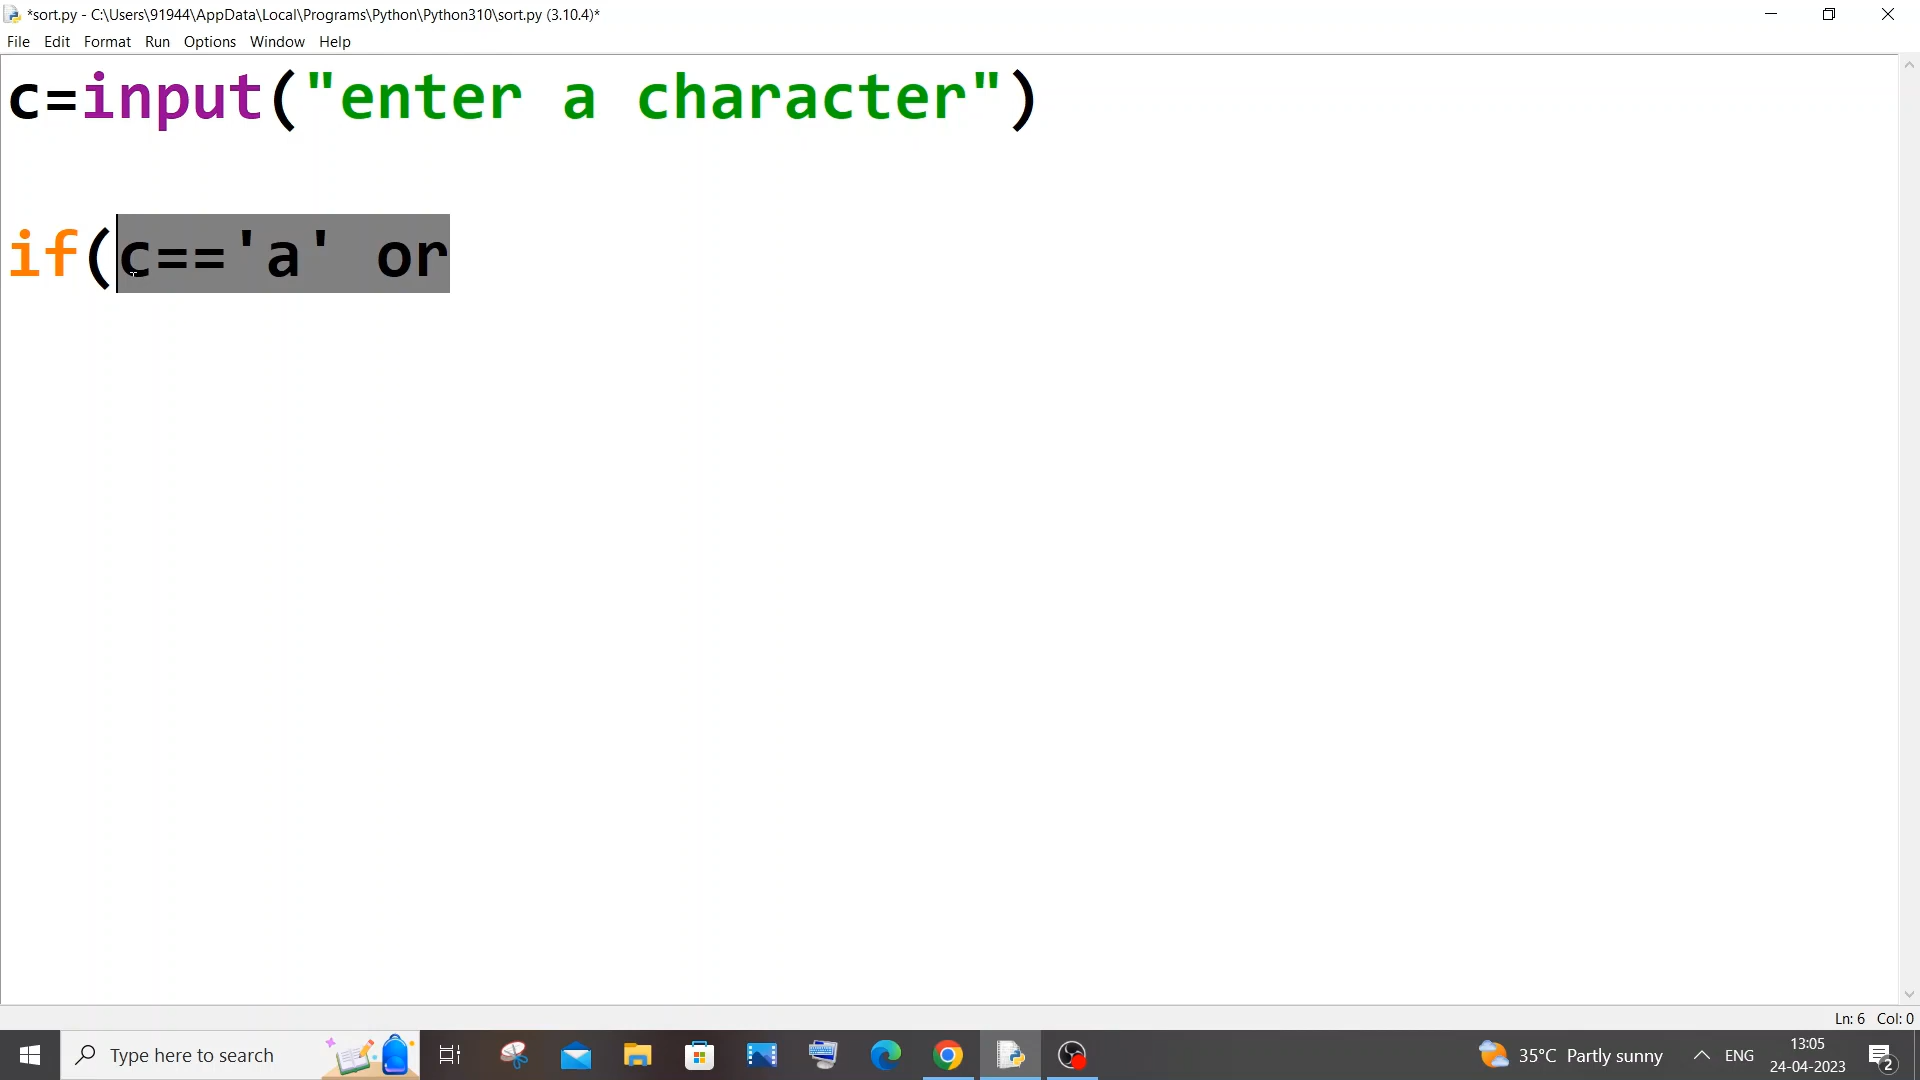 *sort.py - C:\Users\91944\AppData\Local\Programs\Python\Python310\sort.py (3.10.4)*
File Edit Format Run Options Window Help
c=input("enter a character")
if(c=='a' or
Ln: 6 Col: 0
Type here to search
35°C Partly sunny
ENG
13:05
24-04-2023
2